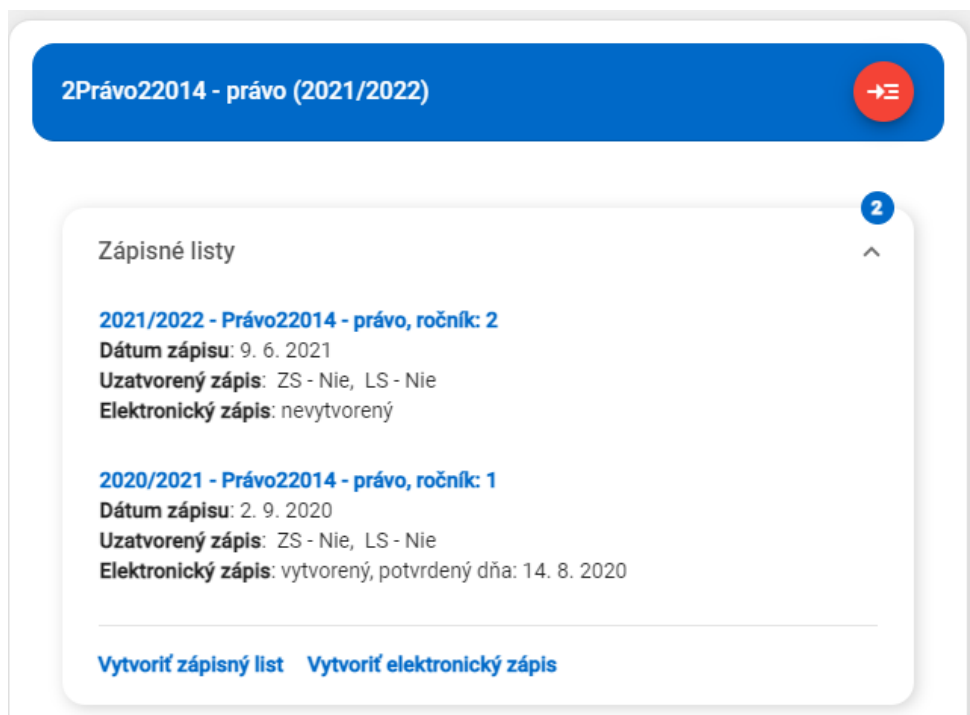 2Právo22014 - právo (2021/2022)
2
Zápisné listy
2021/2022 - Právo22014 - právo, ročník: 2
Dátum zápisu: 9. 6. 2021
Uzatvorený zápis: ZS - Nie, LS - Nie
Elektronický zápis: nevytvorený
2020/2021 - Právo22014 - právo, ročník: 1
Dátum zápisu: 2. 9. 2020
Uzatvorený zápis: ZS - Nie, LS - Nie
Elektronický zápis: vytvorený, potvrdený dňa: 14. 8. 2020
Vytvoriť zápisný list Vytvoriť elektronický zápis